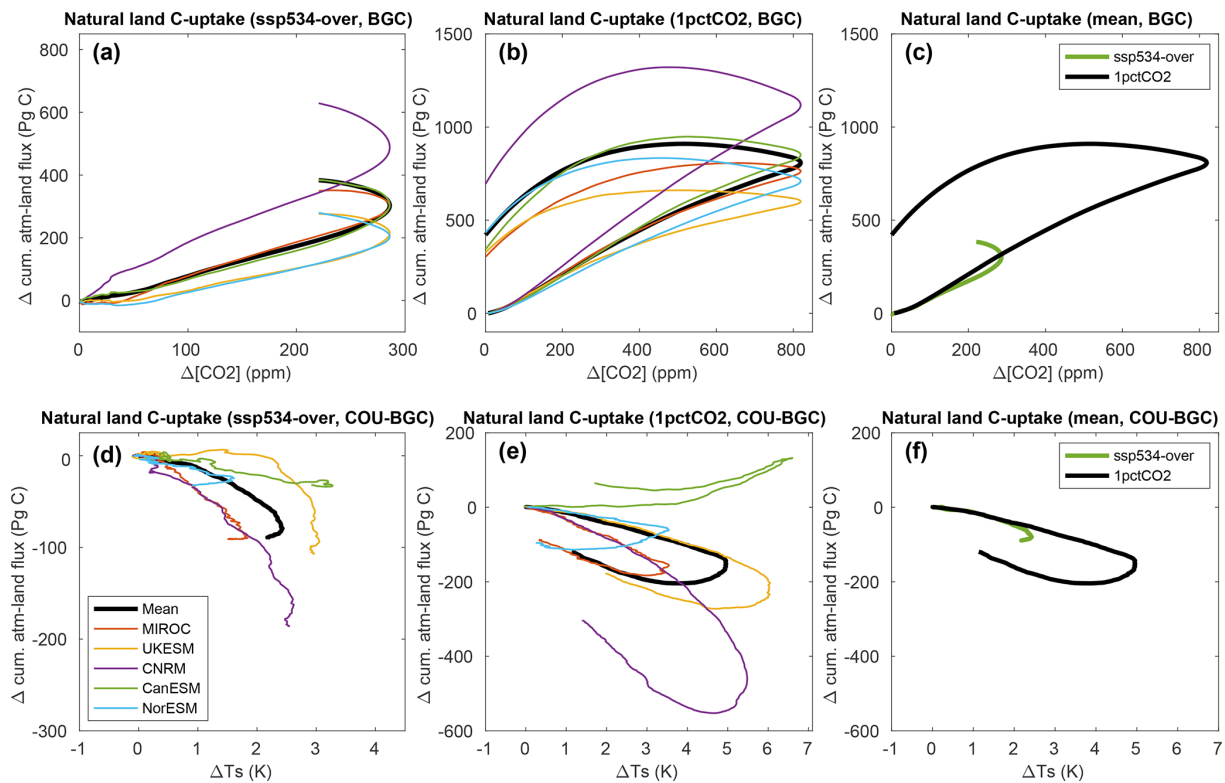 Natural land C-uptake (ssp534-over, BGC)
(a)
800
600
400
200
0
0 100 200 300
Δ cum. atm-land flux (Pg C)
Δ[CO2] (ppm)
Natural land C-uptake (1pctCO2, BGC)
(b)
1500
1000
500
0
0 200 400 600 800
Δ cum. atm-land flux (Pg C)
Δ[CO2] (ppm)
Natural land C-uptake (mean, BGC)
(c)
ssp534-over
1pctCO2
1500
1000
500
0
0 200 400 600 800
Δ cum. atm-land flux (Pg C)
Δ[CO2] (ppm)
Natural land C-uptake (ssp534-over, COU-BGC)
(d)
0
-100
-200
-300
Mean
MIROC
UKESM
CNRM
CanESM
NorESM
-1 0 1 2 3 4
Δ cum. atm-land flux (Pg C)
ΔTs (K)
Natural land C-uptake (1pctCO2, COU-BGC)
(e)
200
0
-200
-400
-600
-1 0 1 2 3 4 5 6 7
Δ cum. atm-land flux (Pg C)
ΔTs (K)
Natural land C-uptake (mean, COU-BGC)
(f)
ssp534-over
1pctCO2
200
0
-200
-400
-600
-1 0 1 2 3 4 5 6 7
Δ cum. atm-land flux (Pg C)
ΔTs (K)